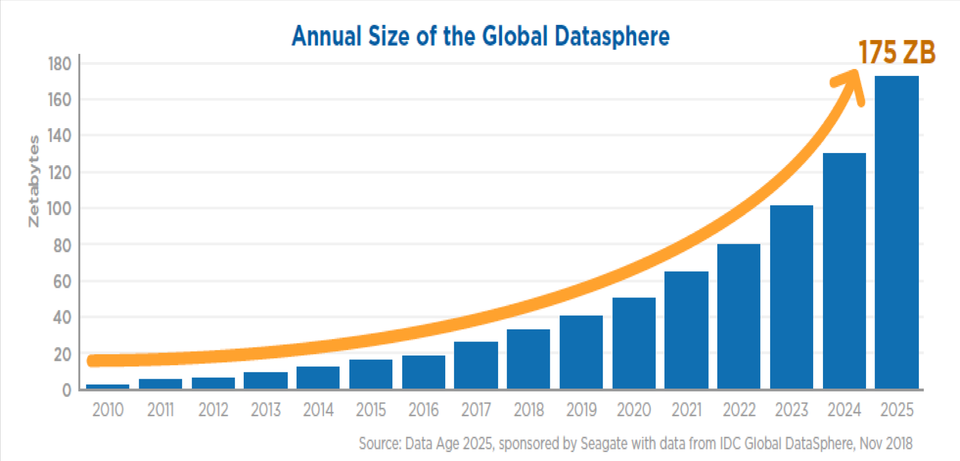 Annual Size of the Global Datasphere
175 ZB
Zetabytes
180
160
140
120
100
80
60
40
20
0
2010 2011 2012 2013 2014 2015 2016 2017 2018 2019 2020 2021 2022 2023 2024 2025
Source: Data Age 2025, sponsored by Seagate with data from IDC Global DataSphere, Nov 2018